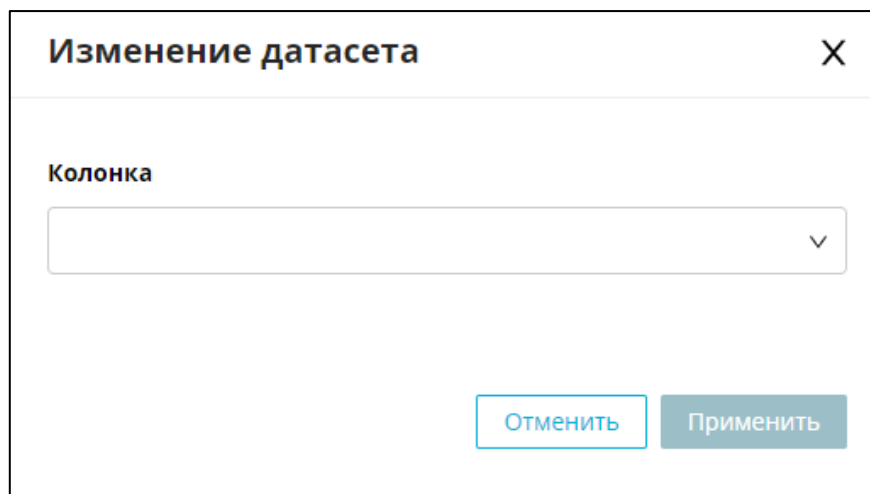 Изменение датасета
Колонка
Отменить Применить